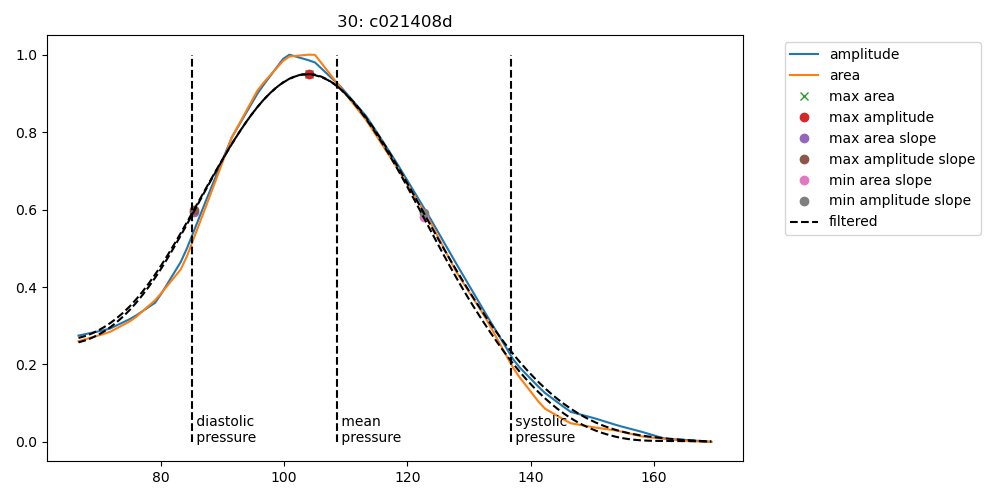 30: c021408d
1.0
0.8
0.6
0.4
0.2
0.0
80
100
120
140
160
diastolic
pressure
mean
pressure
systolic
pressure
amplitude
area
max area
max amplitude
max area slope
max amplitude slope
min area slope
min amplitude slope
filtered